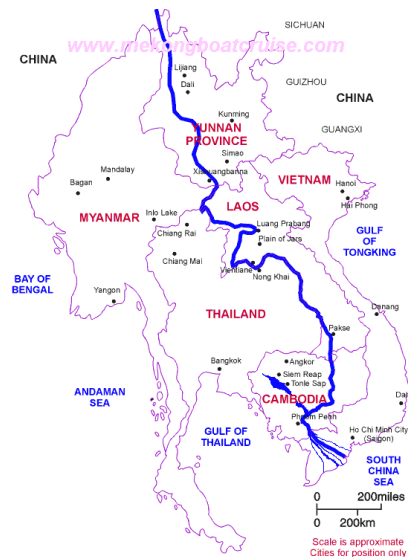 www.mekongboatcruise.com
SICHUAN
CHINA
Lijiang
Dali
GUIZHOU
CHINA
Kunming
YUNNAN
PROVINCE
GUANGXI
Simao
Xishuangbanna
VIETNAM
Hanoi
Hai Phong
Mandalay
Bagan
MYANMAR
Inlo Lake
LAOS
Luang Prabang
Chiang Rai
Plain of Jars
GULF
OF
TONGKING
Chiang Mai
Vientiane
Nong Khai
BAY OF
BENGAL
Yangon
THAILAND
Danang
Pakse
Bangkok
Angkor
Siem Reap
Tonle Sap
ANDAMAN
SEA
CAMBODIA
Da
Phnom Penh
GULF OF
THAILAND
Ho Chi Minh City
(Saigon)
SOUTH
CHINA
SEA
0 200miles
0 200km
Scale is approximate
Cities for position only